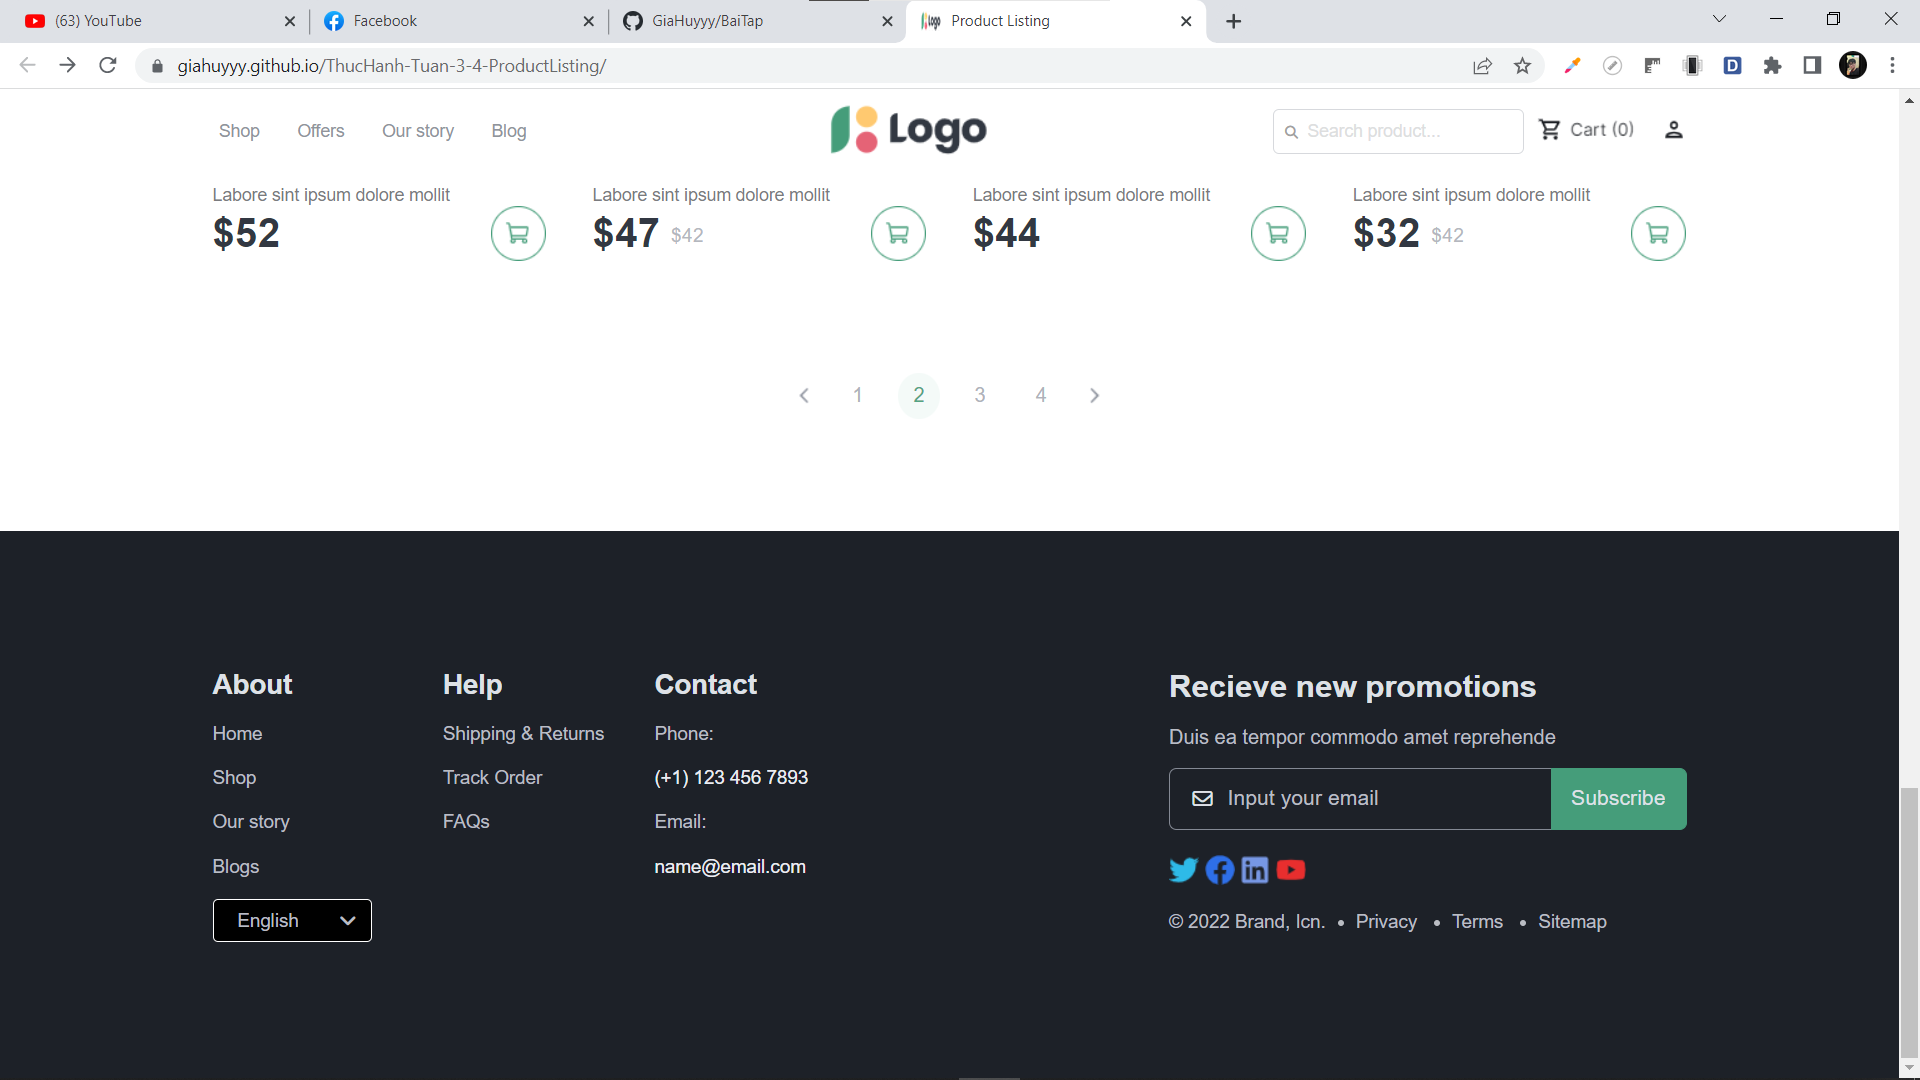 (63) YouTube
Facebook
GiaHuyyy/BaiTap
Product Listing
giahuyyy.github.io/ThucHanh-Tuan-3-4-ProductListing/
Shop
Offers
Our story
Blog
Logo
Search product...
Cart (0)
Labore sint ipsum dolore mollit
$52
Labore sint ipsum dolore mollit
$47 $42
Labore sint ipsum dolore mollit
$44
Labore sint ipsum dolore mollit
$32 $42
1 2 3 4
About
Home
Shop
Our story
Blogs
English
Help
Shipping & Returns
Track Order
FAQs
Contact
Phone:
(+1) 123 456 7893
Email:
name@email.com
Recieve new promotions
Duis ea tempor commodo amet reprehende
Input your email
Subscribe
© 2022 Brand, Icn. • Privacy • Terms • Sitemap